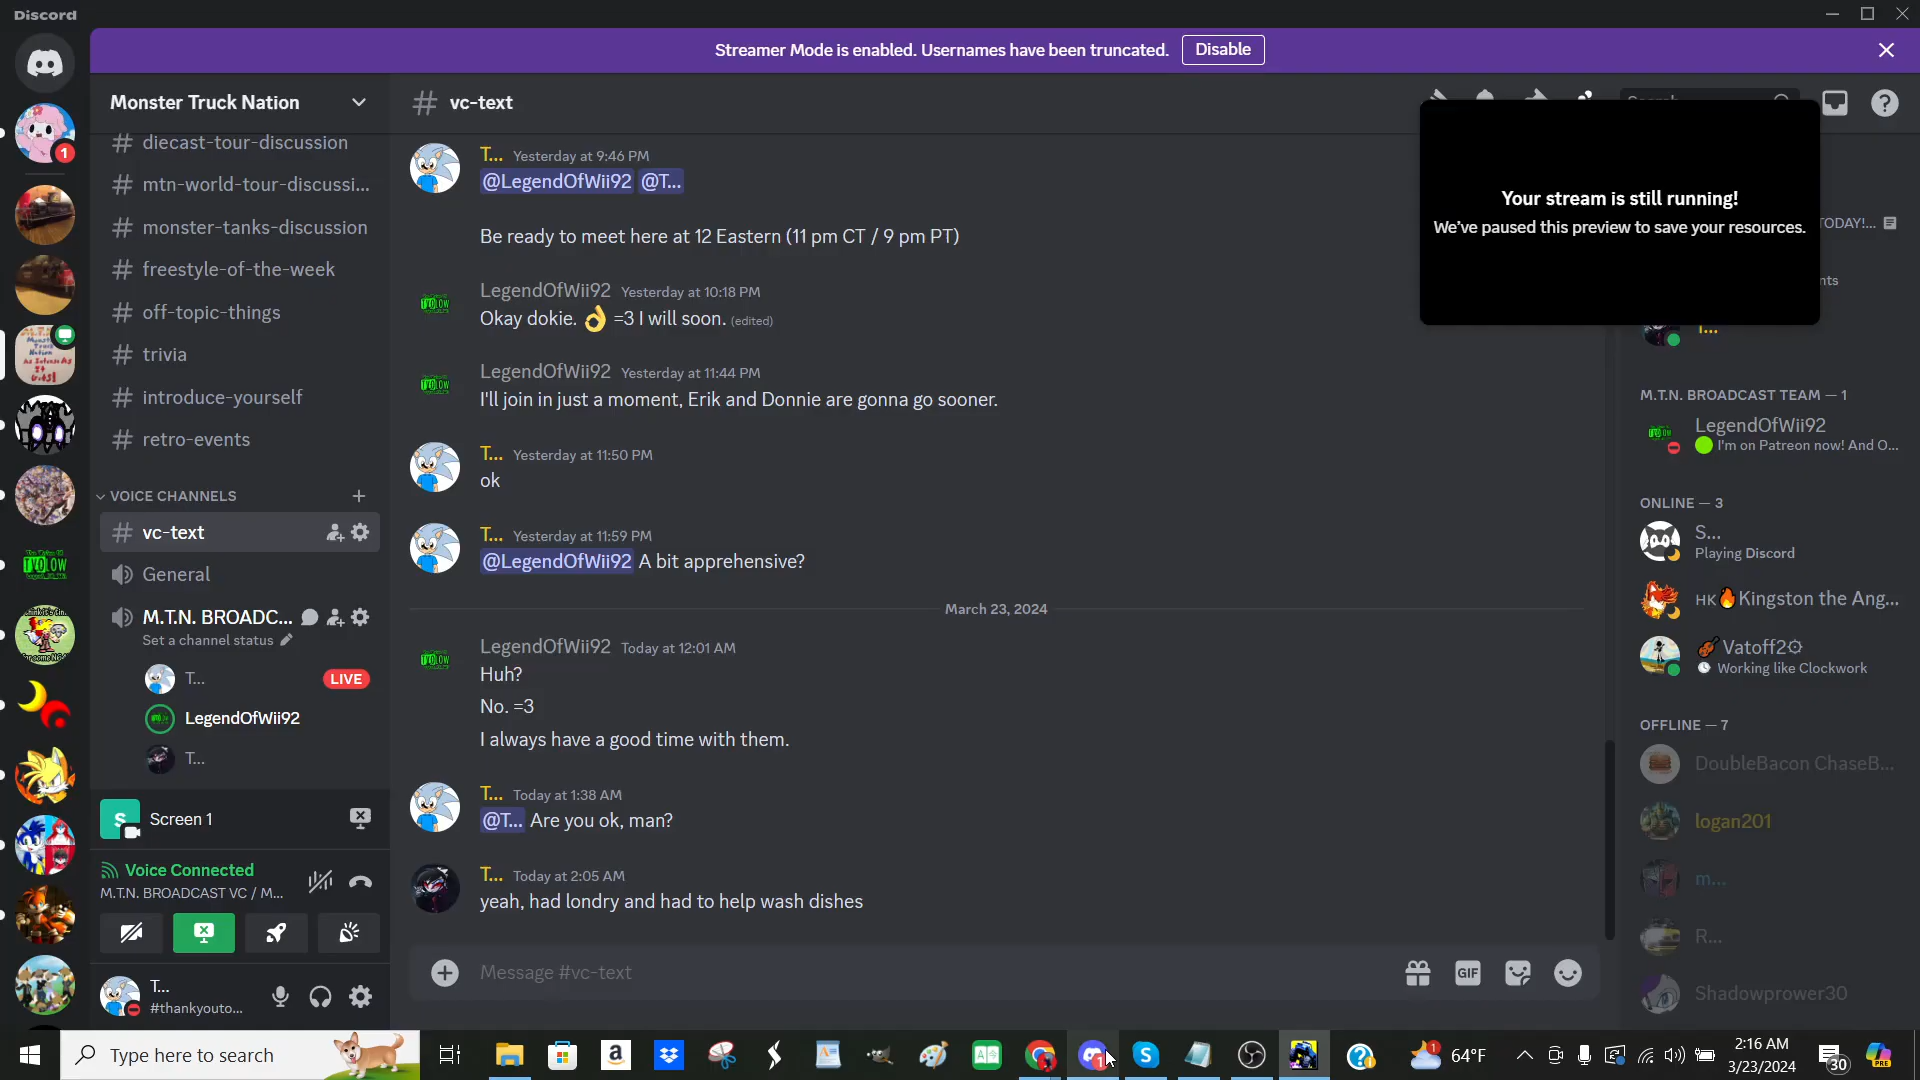 Discord
Streamer Mode is enabled. Usernames have been truncated.
Disable
Monster Truck Nation
vc-text
1
diecast-tour-discussion
mtn-world-tour-discussi...
monster-tanks-discussion
freestyle-of-the-week
off-topic-things
trivia
introduce-yourself
retro-events
VOICE CHANNELS
vc-text
General
M.T.N. BROADC...
Set a channel status
T...
LIVE
LegendOfWii92
T...
Screen 1
Voice Connected
M.T.N. BROADCAST VC / M...
T...
#thankyouto...
T... Yesterday at 9:46 PM
@LegendOfWii92 @T...
Be ready to meet here at 12 Eastern (11 pm CT / 9 pm PT)
LegendOfWii92 Yesterday at 10:18 PM
Okay dokie. 👌 =3 I will soon. (edited)
LegendOfWii92 Yesterday at 11:44 PM
I'll join in just a moment, Erik and Donnie are gonna go sooner.
T... Yesterday at 11:50 PM
ok
T... Yesterday at 11:59 PM
@LegendOfWii92 A bit apprehensive?
March 23, 2024
LegendOfWii92 Today at 12:01 AM
Huh?
No. =3
I always have a good time with them.
T... Today at 1:38 AM
@T... Are you ok, man?
T... Today at 2:05 AM
yeah, had londry and had to help wash dishes
Message #vc-text
GIF
Your stream is still running!
We've paused this preview to save your resources.
TODAY!...
nts
T...
M.T.N. BROADCAST TEAM — 1
LegendOfWii92
I'm on Patreon now! And O...
ONLINE — 3
S...
Playing Discord
HK🔥Kingston the Ang...
🎻Vatoff2⚙
Working like Clockwork
OFFLINE — 7
DoubleBacon ChaseB...
logan201
m...
R...
Shadowprower30
Type here to search
1
64°F
2:16 AM
3/23/2024
30
PRE